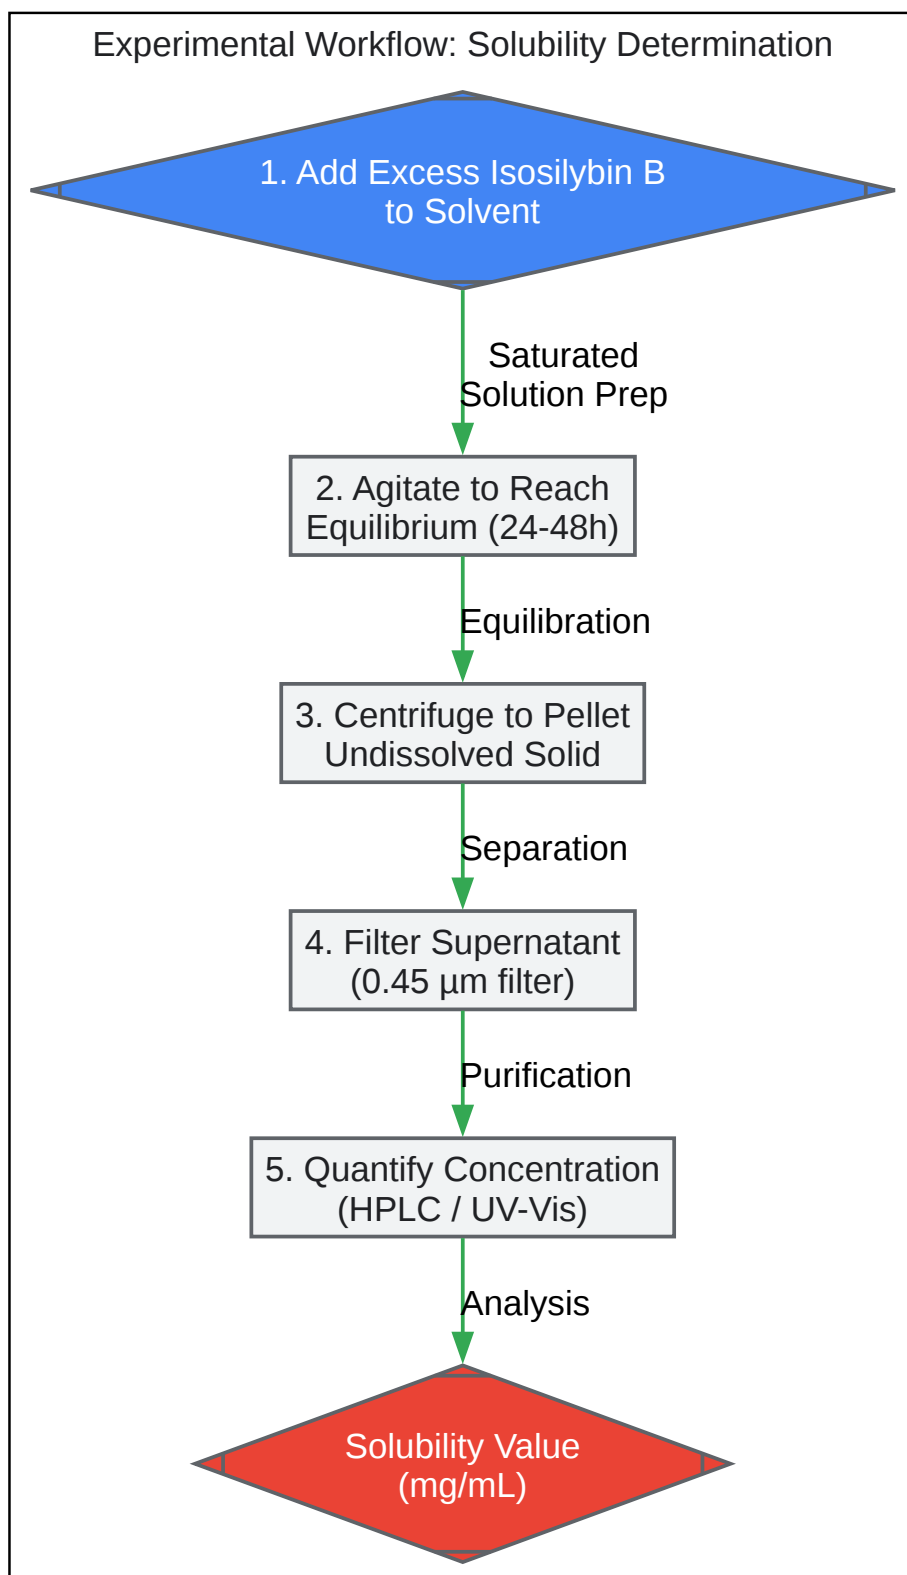 Experimental Workflow: Solubility Determination
1. Add Excess Isosilybin B
to Solvent
Saturated
Solution Prep
2. Agitate to Reach
Equilibrium (24-48h)
Equilibration
3. Centrifuge to Pellet
Undissolved Solid
Separation
4. Filter Supernatant
(0.45 µm filter)
Purification
5. Quantify Concentration
(HPLC / UV-Vis)
Analysis
Solubility Value
(mg/mL)